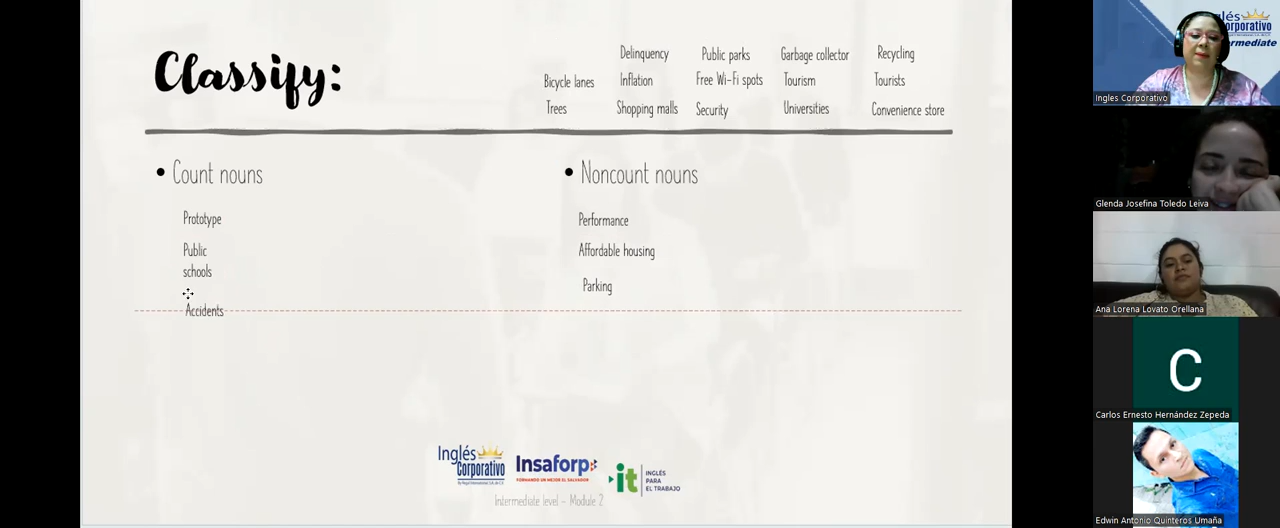 Classify:
Delinquency Public parks Garbage collector Recycling
Bicycle lanes Inflation Free Wi-Fi spots Tourism Tourists
Trees Shopping malls Security Universities Convenience store
• Count nouns
Prototype
Public
schools
Accidents
• Noncount nouns
Performance
Affordable housing
Parking
Inglés
Corporativo
Insaforp
FORMANDO UN MEJOR EL SALVADOR
it
INGLÉS
PARA
EL TRABAJO
Intermediate level - Module 2
glés
Corporativo
rmediate
Ingles Corporativo
Glenda Josefina Toledo Leiva
Ana Lorena Lovato Orellana
C
Carlos Ernesto Hernández Zepeda
Edwin Antonio Quinteros Umaña